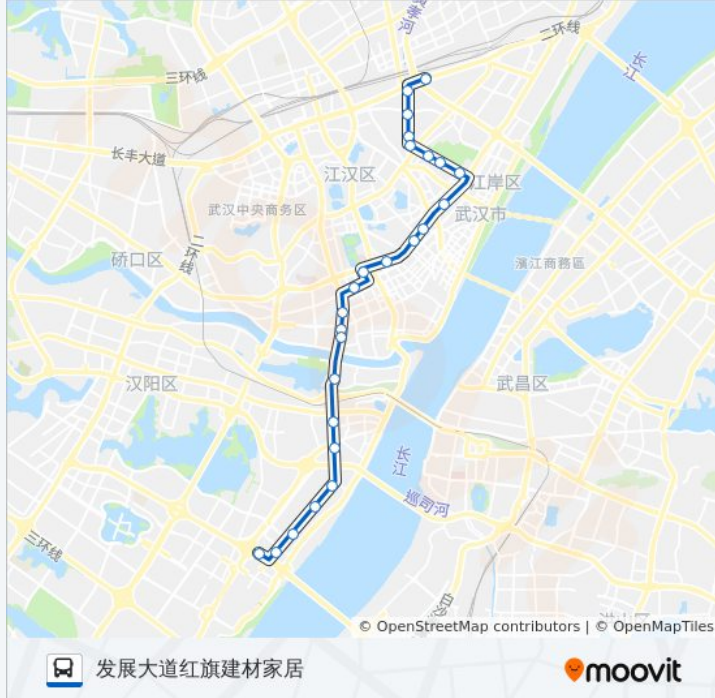 二环线
长江
三环线
长丰大道
江汉区
江岸区
武汉中央商务区
武汉市
二环线
硚口区
濱江商務區
汉阳区
武昌区
长江
巡司河
三环线
© OpenStreetMap contributors | © OpenMapTiles
发展大道红旗建材家居
moovit